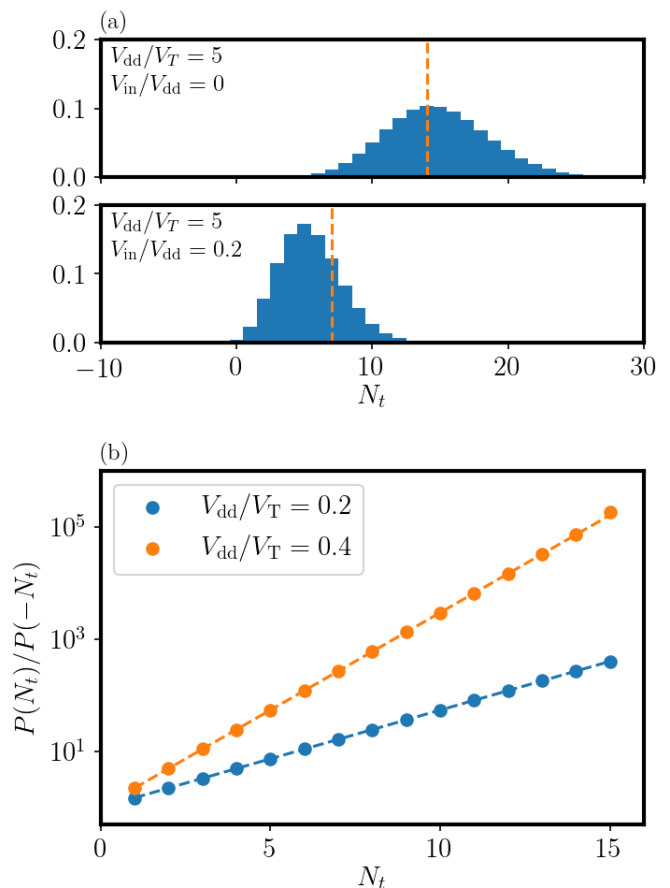 (a)
0.2
V_dd/V_T = 5
V_in/V_dd = 0
0.1
0.0
0.2
V_dd/V_T = 5
V_in/V_dd = 0.2
0.1
0.0
−10 0 10 20 30
N_t
(b)
V_dd/V_T = 0.2
V_dd/V_T = 0.4
10^5
10^3
10^1
P(N_t)/P(−N_t)
0 5 10 15
N_t